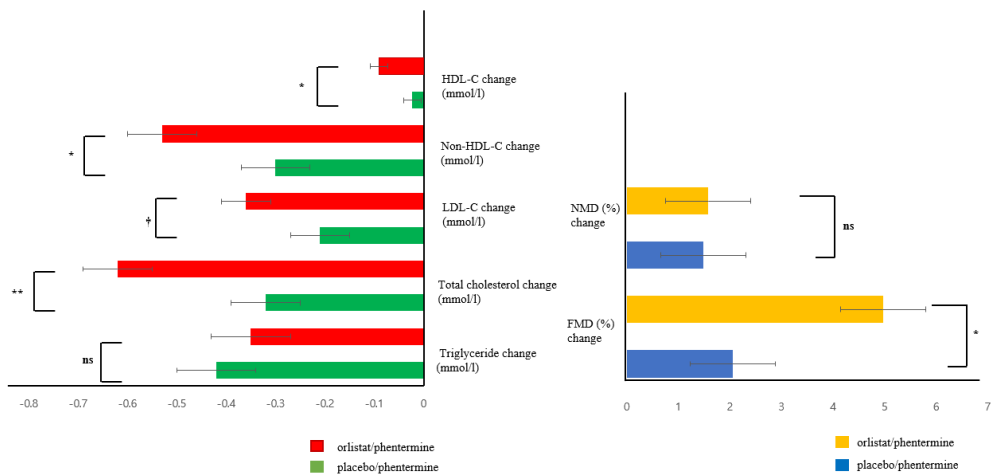 *
HDL-C change
(mmol/l)
*
Non-HDL-C change
(mmol/l)
†
LDL-C change
(mmol/l)
**
Total cholesterol change
(mmol/l)
ns
Triglyceride change
(mmol/l)
-0.8 -0.7 -0.6 -0.5 -0.4 -0.3 -0.2 -0.1 0
orlistat/phentermine
placebo/phentermine
NMD (%)
change
ns
FMD (%)
change
*
0 1 2 3 4 5 6 7
orlistat/phentermine
placebo/phentermine